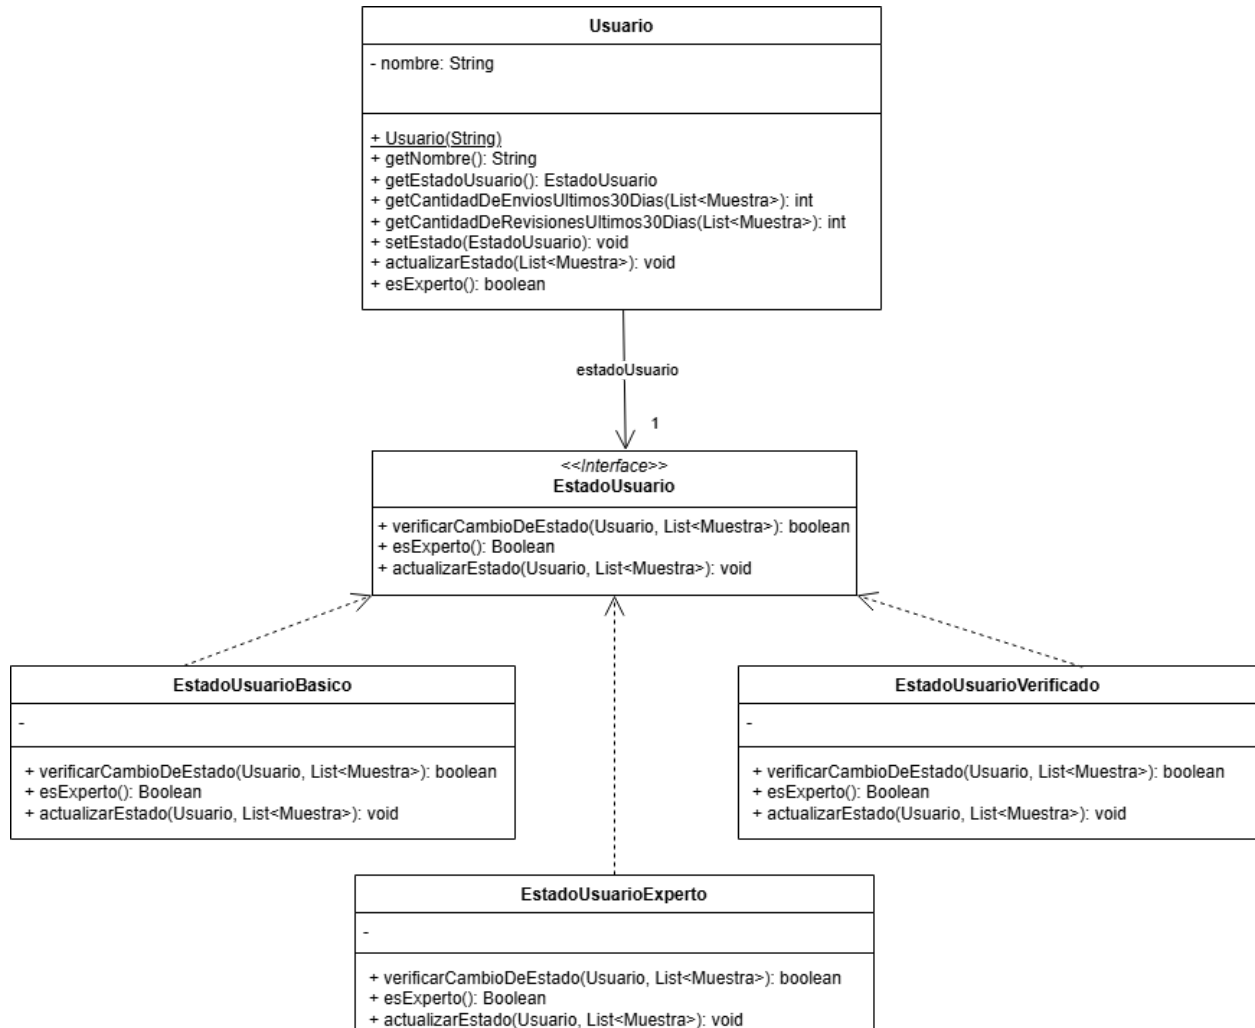 Usuario
- nombre: String
+ Usuario(String)
+ getNombre(): String
+ getEstadoUsuario(): EstadoUsuario
+ getCantidadDeEnviosUltimos30Dias(List<Muestra>): int
+ getCantidadDeRevisionesUltimos30Dias(List<Muestra>): int
+ setEstado(EstadoUsuario): void
+ actualizarEstado(List<Muestra>): void
+ esExperto(): boolean
estadoUsuario
1
<<Interface>>
EstadoUsuario
+ verificarCambioDeEstado(Usuario, List<Muestra>): boolean
+ esExperto(): Boolean
+ actualizarEstado(Usuario, List<Muestra>): void
EstadoUsuarioBasico
-
+ verificarCambioDeEstado(Usuario, List<Muestra>): boolean
+ esExperto(): Boolean
+ actualizarEstado(Usuario, List<Muestra>): void
EstadoUsuarioVerificado
-
+ verificarCambioDeEstado(Usuario, List<Muestra>): boolean
+ esExperto(): Boolean
+ actualizarEstado(Usuario, List<Muestra>): void
EstadoUsuarioExperto
-
+ verificarCambioDeEstado(Usuario, List<Muestra>): boolean
+ esExperto(): Boolean
+ actualizarEstado(Usuario, List<Muestra>): void